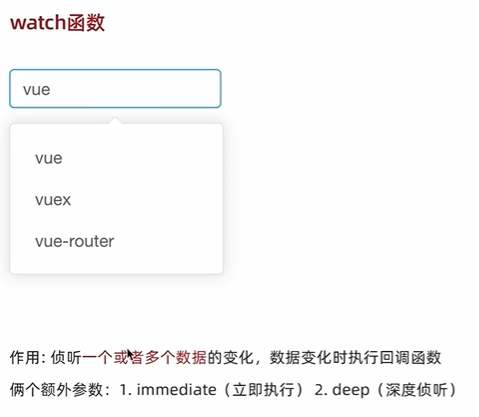 watch函数
vue
vue
vuex
vue-router
作用: 侦听一个或者多个数据的变化，数据变化时执行回调函数
俩个额外参数：1. immediate（立即执行） 2. deep（深度侦听）